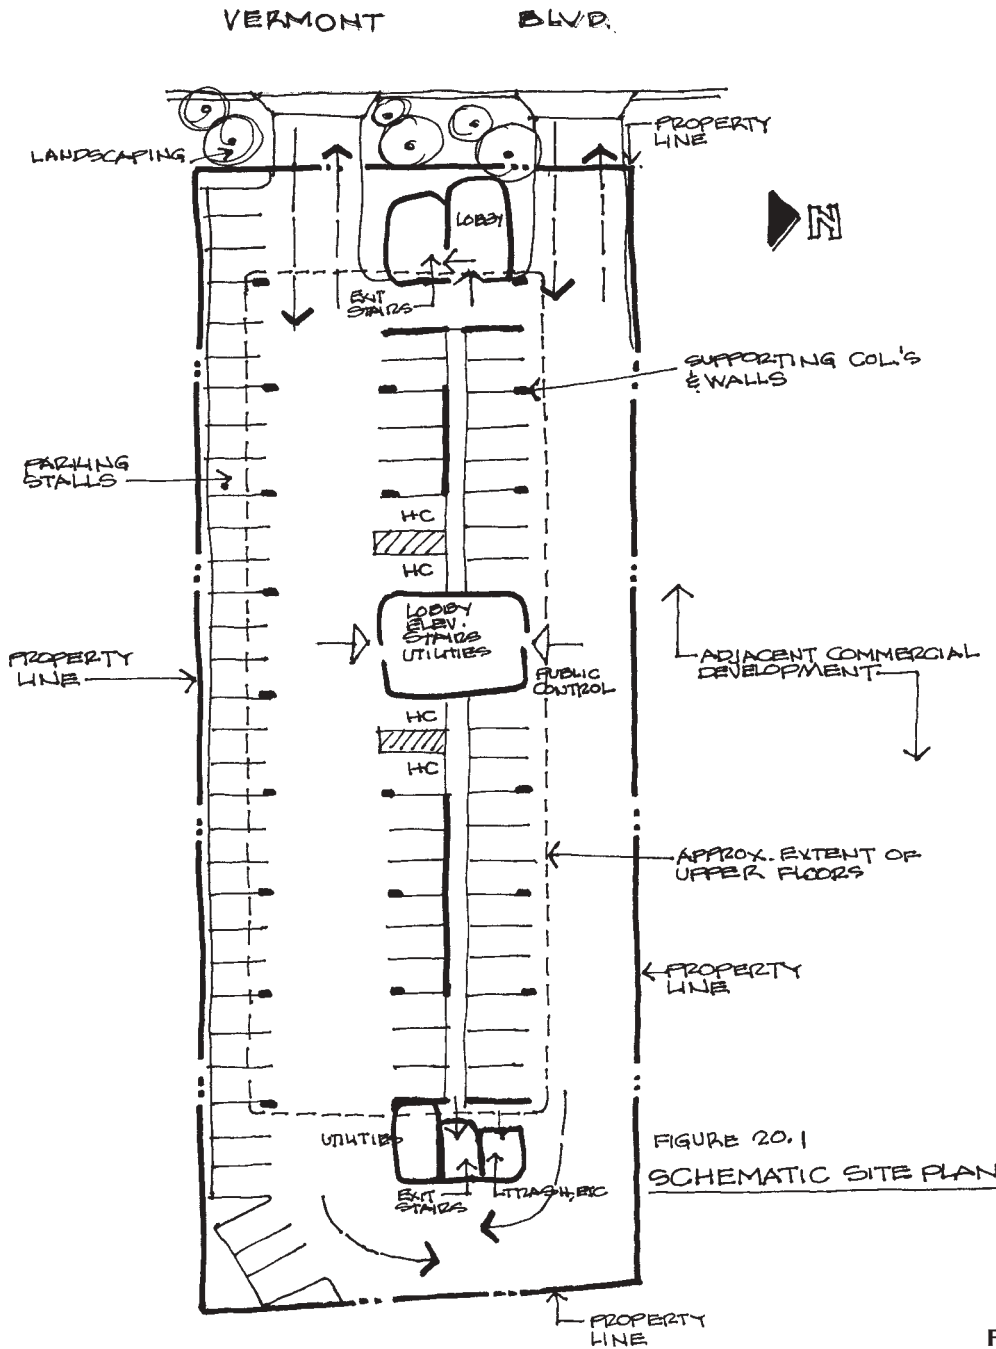 VERMONT BLVD.
LANDSCAPING
PROPERTY
LINE
N
LOBBY
EXIT
STAIRS
SUPPORTING COL.'S
& WALLS
PARKING
STALLS
HC
HC
LOBBY
ELEV.
STAIRS
UTILITIES
PROPERTY
LINE
PUBLIC
CONTROL
ADJACENT COMMERCIAL
DEVELOPMENT
HC
HC
APPROX. EXTENT OF
UPPER FLOORS
PROPERTY
LINE
UTILITIES
EXIT
STAIRS
TRASH, ETC
FIGURE 20.1
SCHEMATIC SITE PLAN
PROPERTY
LINE